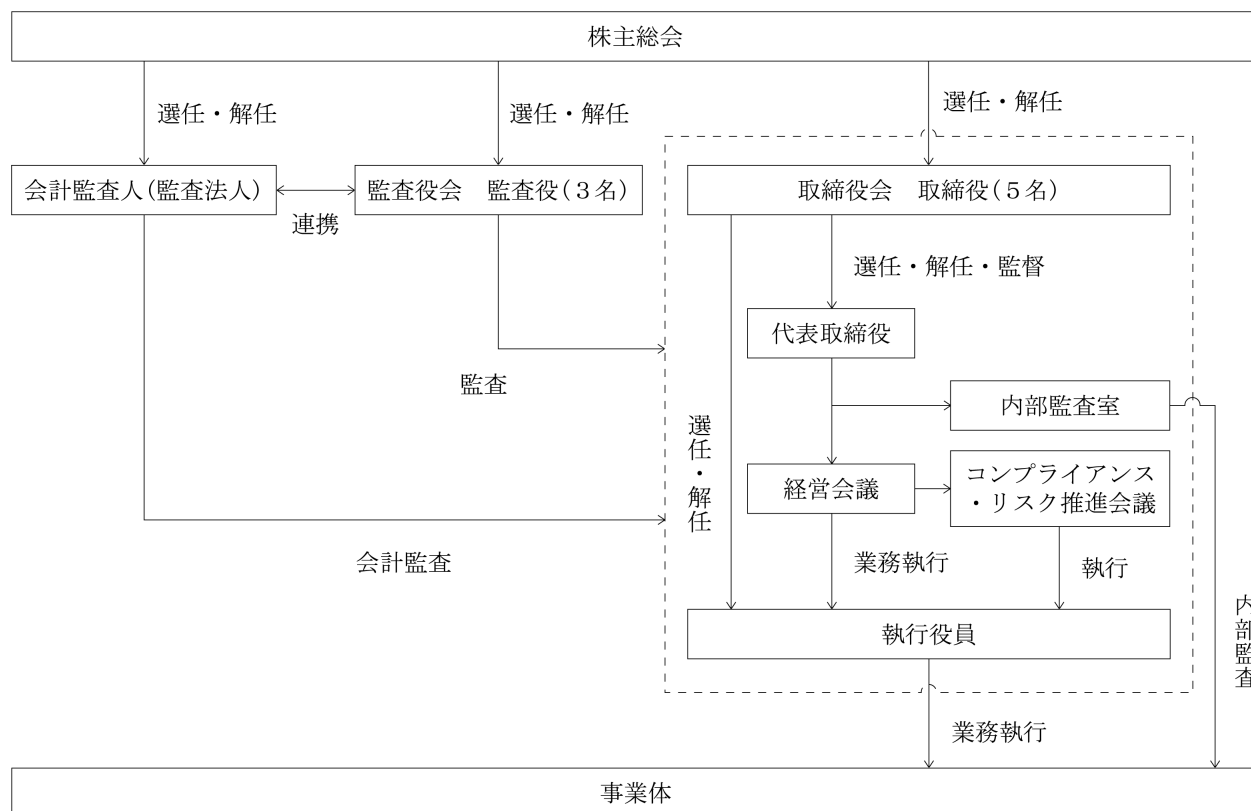 株主総会
選任・解任
選任・解任
選任・解任
会計監査人(監査法人)
連携
監査役会　監査役(３名)
取締役会　取締役(５名)
選任・解任・監督
代表取締役
監査
内部監査室
選任・解任
経営会議
コンプライアンス
・リスク推進会議
会計監査
業務執行
執行
執行役員
内部監査
業務執行
事業体